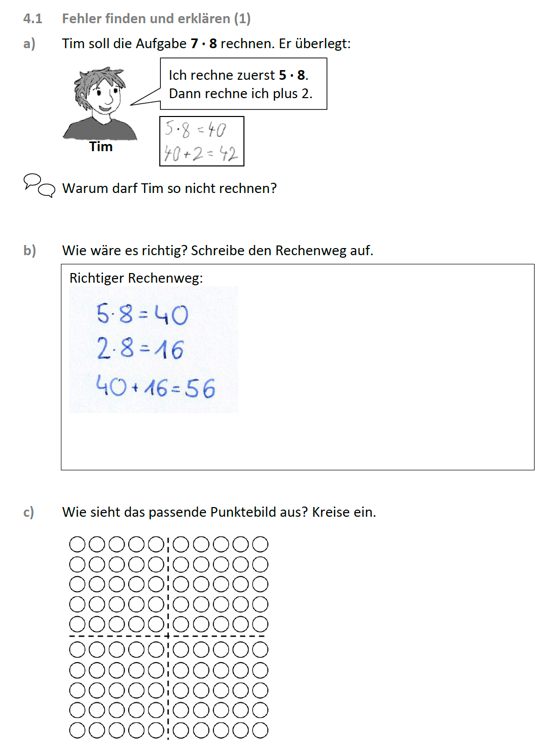 4.1 Fehler finden und erklären (1)
a) Tim soll die Aufgabe 7 · 8 rechnen. Er überlegt:
Ich rechne zuerst 5 · 8.
Dann rechne ich plus 2.
Tim
5·8=40
40+2=42
Warum darf Tim so nicht rechnen?
b) Wie wäre es richtig? Schreibe den Rechenweg auf.
Richtiger Rechenweg:
5·8=40
2·8=16
40+16=56
c) Wie sieht das passende Punktebild aus? Kreise ein.